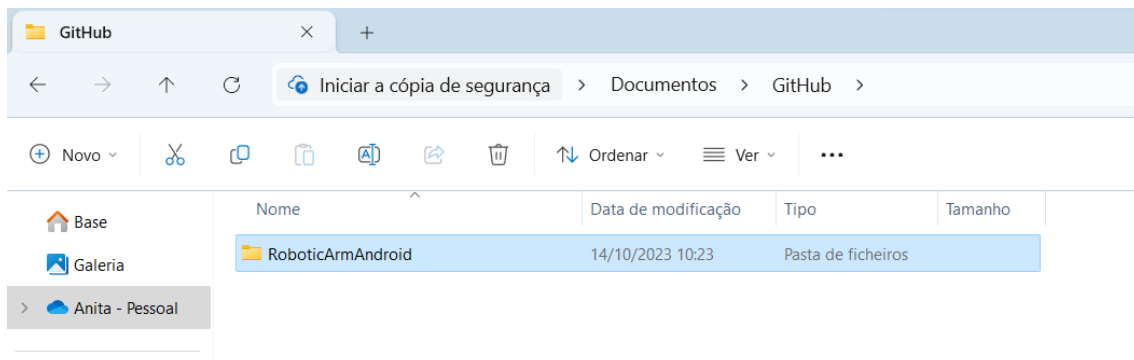 GitHub
Iniciar a cópia de segurança > Documentos > GitHub >
Novo Ordenar Ver
Nome Data de modificação Tipo Tamanho
Base
RoboticArmAndroid 14/10/2023 10:23 Pasta de ficheiros
Galeria
Anita - Pessoal